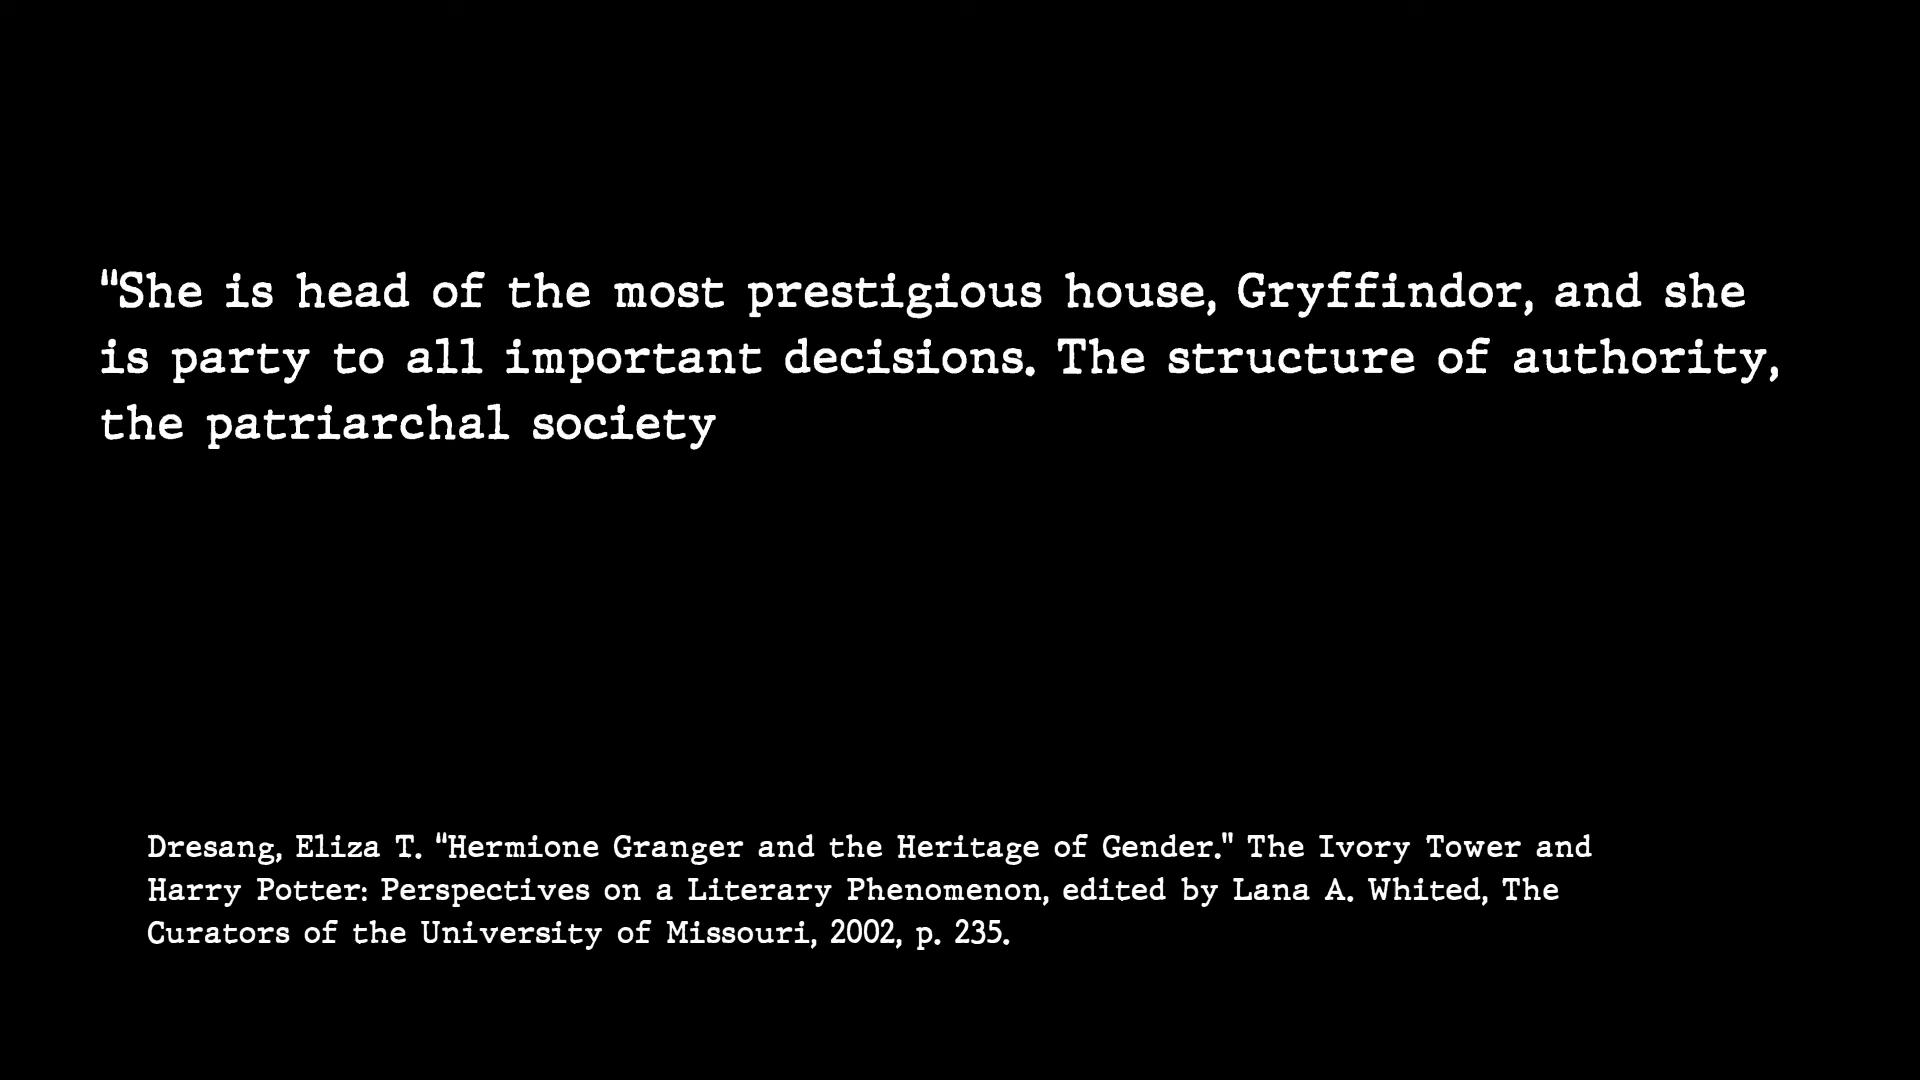 "She is head of the most prestigious house, Gryffindor, and she
is party to all important decisions. The structure of authority,
the patriarchal society
Dresang, Eliza T. "Hermione Granger and the Heritage of Gender." The Ivory Tower and
Harry Potter: Perspectives on a Literary Phenomenon, edited by Lana A. Whited, The
Curators of the University of Missouri, 2002, p. 235.